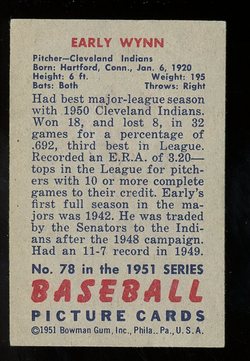 EARLY WYNN
Pitcher—Cleveland Indians
Born: Hartford, Conn., Jan. 6, 1920
Height: 6 ft. Weight: 195
Bats: Both Throws: Right
Had best major-league season
with 1950 Cleveland Indians.
Won 18, and lost 8, in 32
games for a percentage of
.692, third best in League.
Recorded an E.R.A. of 3.20—
tops in the League for pitch-
ers with 10 or more complete
games to their credit. Early's
first full season in the ma-
jors was 1942. He was traded
by the Senators to the Indi-
ans after the 1948 campaign.
Had an 11-7 record in 1949.
No. 78 in the 1951 SERIES
BASEBALL
PICTURE CARDS
©1951 Bowman Gum, Inc., Phila., Pa., U. S. A.